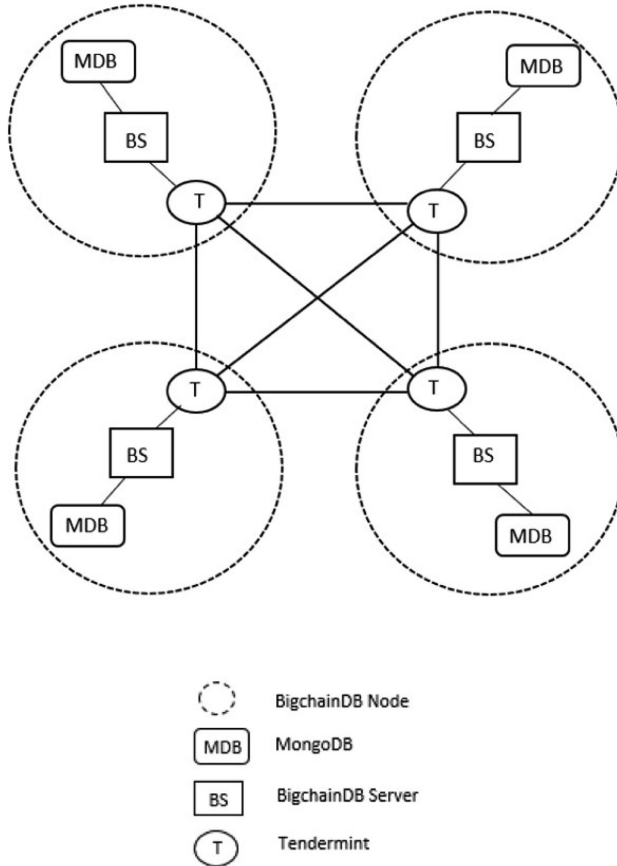 MDB
MDB
BS
BS
T
T
T
T
BS
BS
MDB
MDB
BigchainDB Node
MDB MongoDB
BS BigchainDB Server
T Tendermint